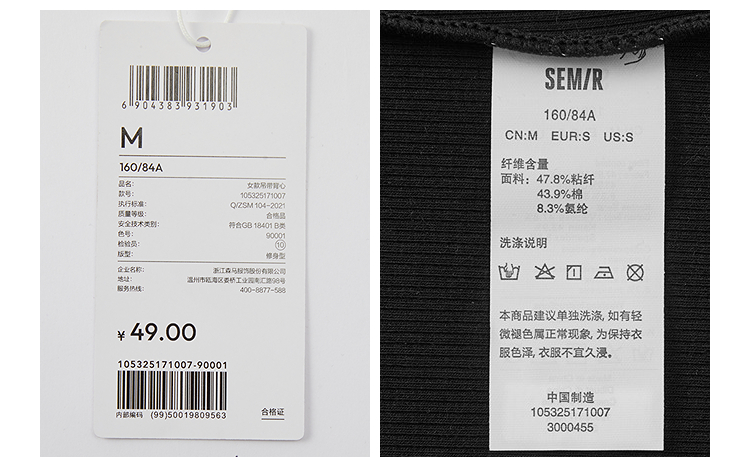 6 904383 931903
M
160/84A
品名: 女款吊带背心
款号: 105325171007
执行标准: Q/ZSM 104-2021
质量等级: 合格品
安全技术类别: 符合GB 18401 B类
色号: 90001
检验员: 10
版型: 修身型
企业名称: 浙江森马服饰股份有限公司
地址: 温州市瓯海区娄桥工业园南汇路98号
服务热线: 400-8877-588
¥ 49.00
105325171007-90001
内部编码 (99)50019809563
合格证
SEM/R
160/84A
CN:M EUR:S US:S
纤维含量
面料: 47.8%粘纤
43.9%棉
8.3%氨纶
洗涤说明
本商品建议单独洗涤, 如有轻
微褪色属正常现象, 为保持衣
服色泽, 衣服不宜久浸。
中国制造
105325171007
3000455